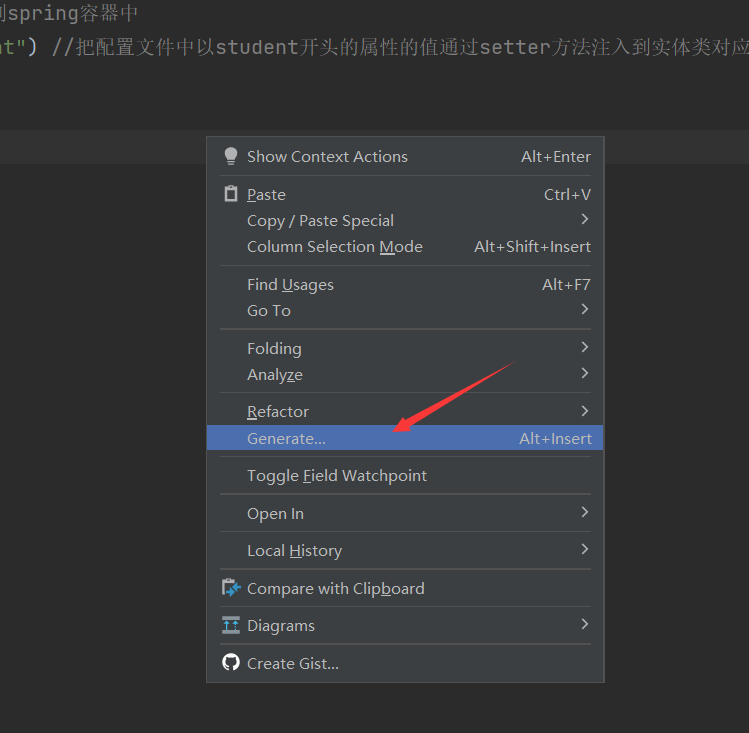 spring容器中
nt") //把配置文件中以student开头的属性的值通过setter方法注入到实体类对应
Show Context Actions Alt+Enter
Paste Ctrl+V
Copy / Paste Special
Column Selection Mode Alt+Shift+Insert
Find Usages Alt+F7
Go To
Folding
Analyze
Refactor
Generate... Alt+Insert
Toggle Field Watchpoint
Open In
Local History
Compare with Clipboard
Diagrams
Create Gist...